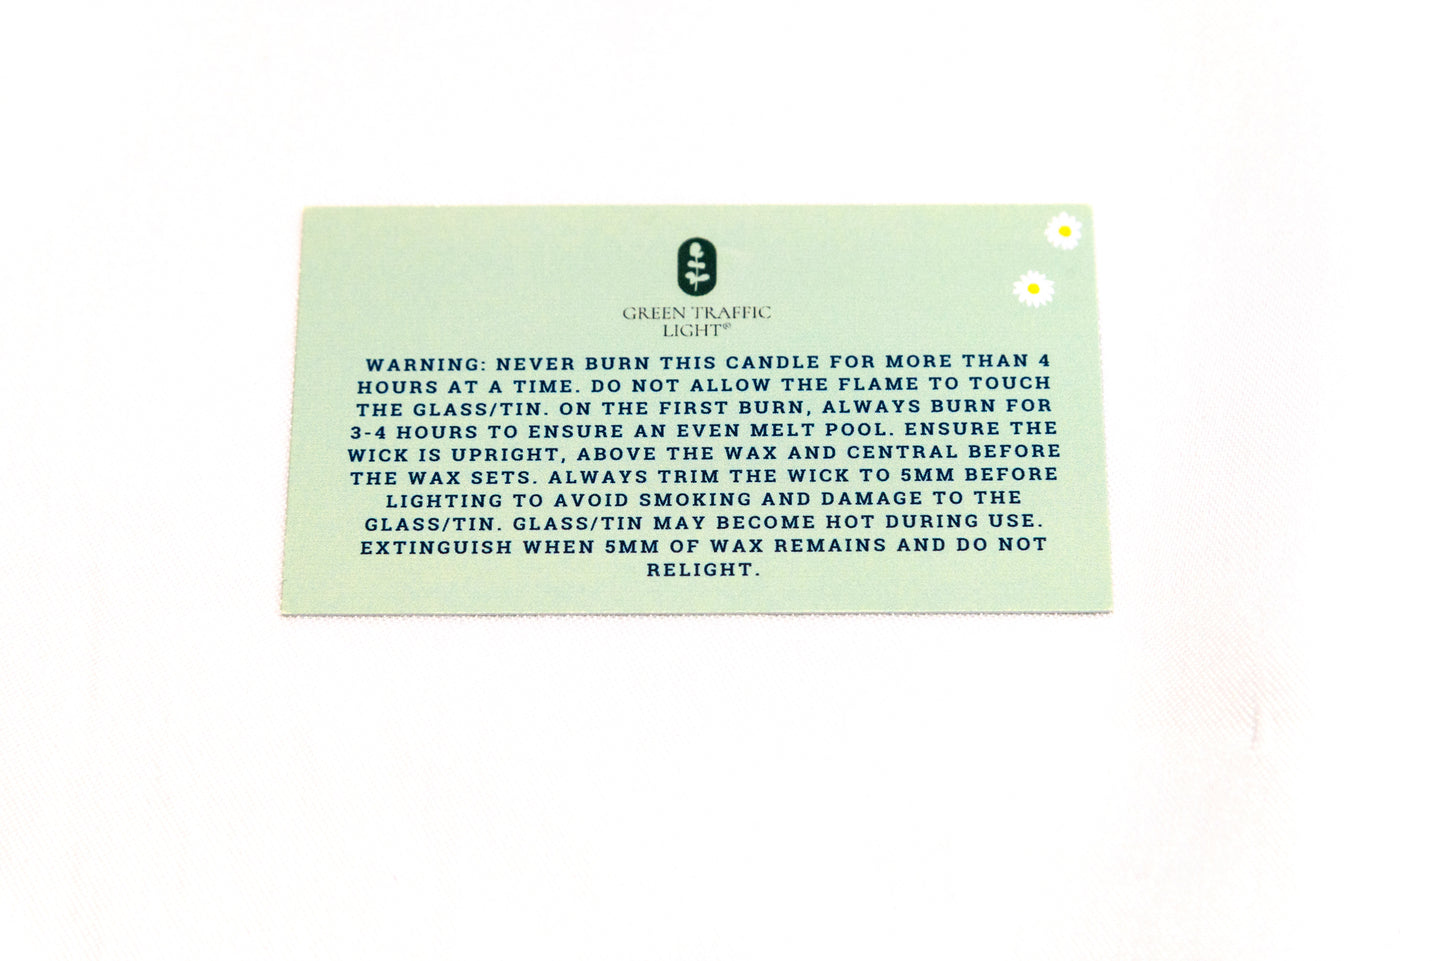 GREEN TRAFFIC
LIGHT®
WARNING: NEVER BURN THIS CANDLE FOR MORE THAN 4
HOURS AT A TIME. DO NOT ALLOW THE FLAME TO TOUCH
THE GLASS/TIN. ON THE FIRST BURN, ALWAYS BURN FOR
3-4 HOURS TO ENSURE AN EVEN MELT POOL. ENSURE THE
WICK IS UPRIGHT, ABOVE THE WAX AND CENTRAL BEFORE
THE WAX SETS. ALWAYS TRIM THE WICK TO 5MM BEFORE
LIGHTING TO AVOID SMOKING AND DAMAGE TO THE
GLASS/TIN. GLASS/TIN MAY BECOME HOT DURING USE.
EXTINGUISH WHEN 5MM OF WAX REMAINS AND DO NOT
RELIGHT.